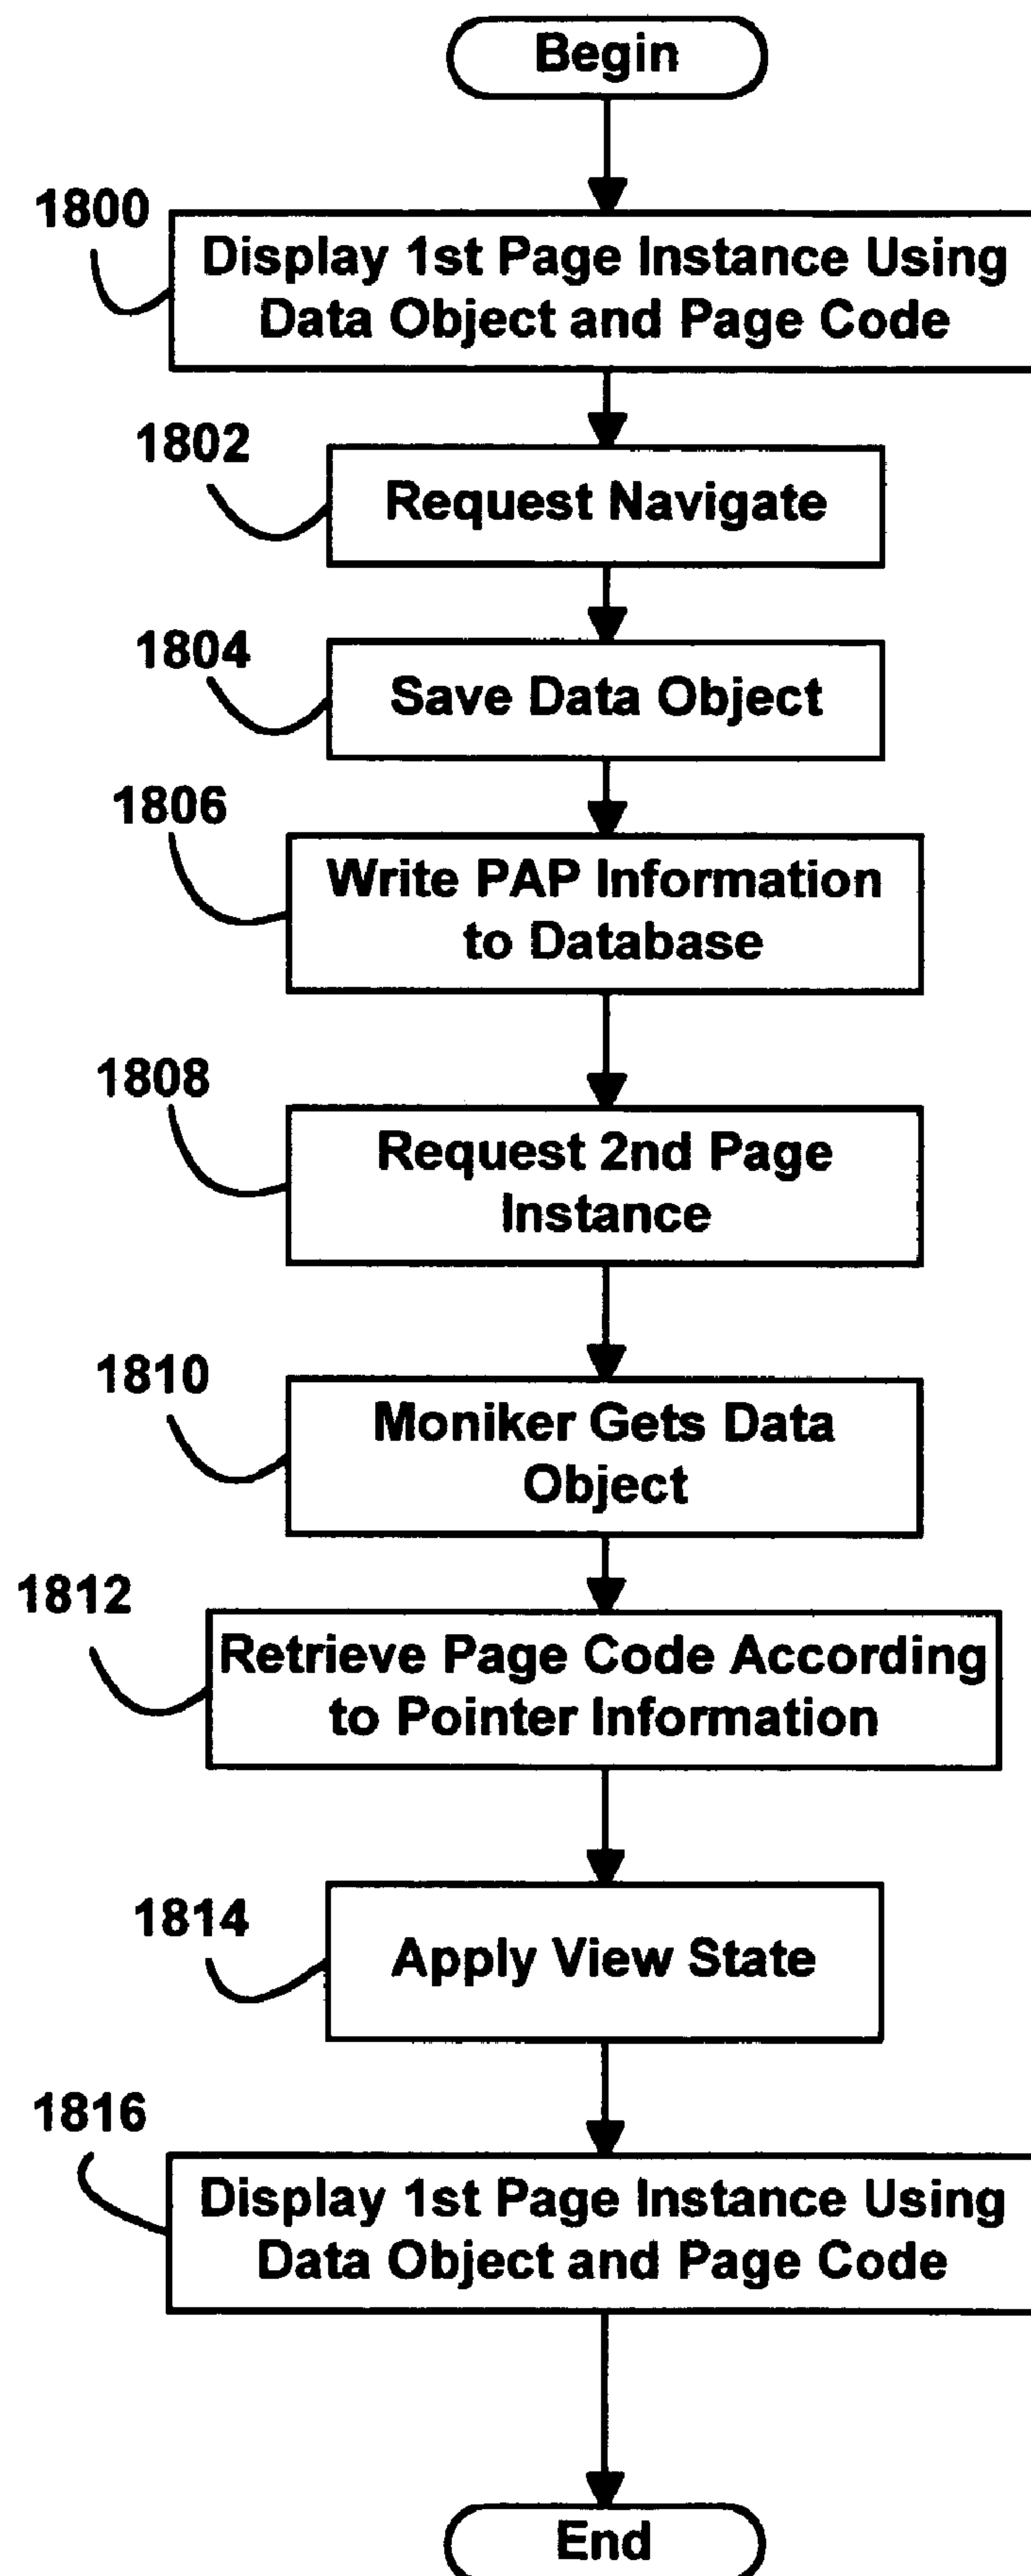 Begin
1800
Display 1st Page Instance Using
Data Object and Page Code
1802
Request Navigate
1804
Save Data Object
1806
Write PAP Information
to Database
1808
Request 2nd Page
Instance
1810
Moniker Gets Data
Object
1812
Retrieve Page Code According
to Pointer Information
1814
Apply View State
1816
Display 1st Page Instance Using
Data Object and Page Code
End